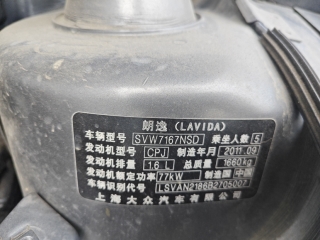 朗逸(LAVIDA)
车辆型号 SVW7167NSD 乘坐人数 5
发动机型号 CPJ 制造年月 2011.09
发动机排量 1.6L 总质量 1660kg
发动机额定功率 77kW 制造国 中国
车辆识别代号 LSVAN2186B2705007
上海大众汽车有限公司